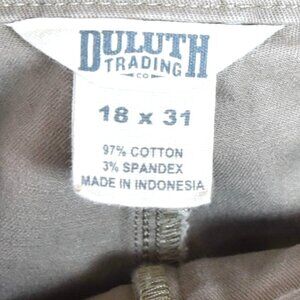 DULUTH
TRADING
CO
18 x 31
97% COTTON
3% SPANDEX
MADE IN INDONESIA